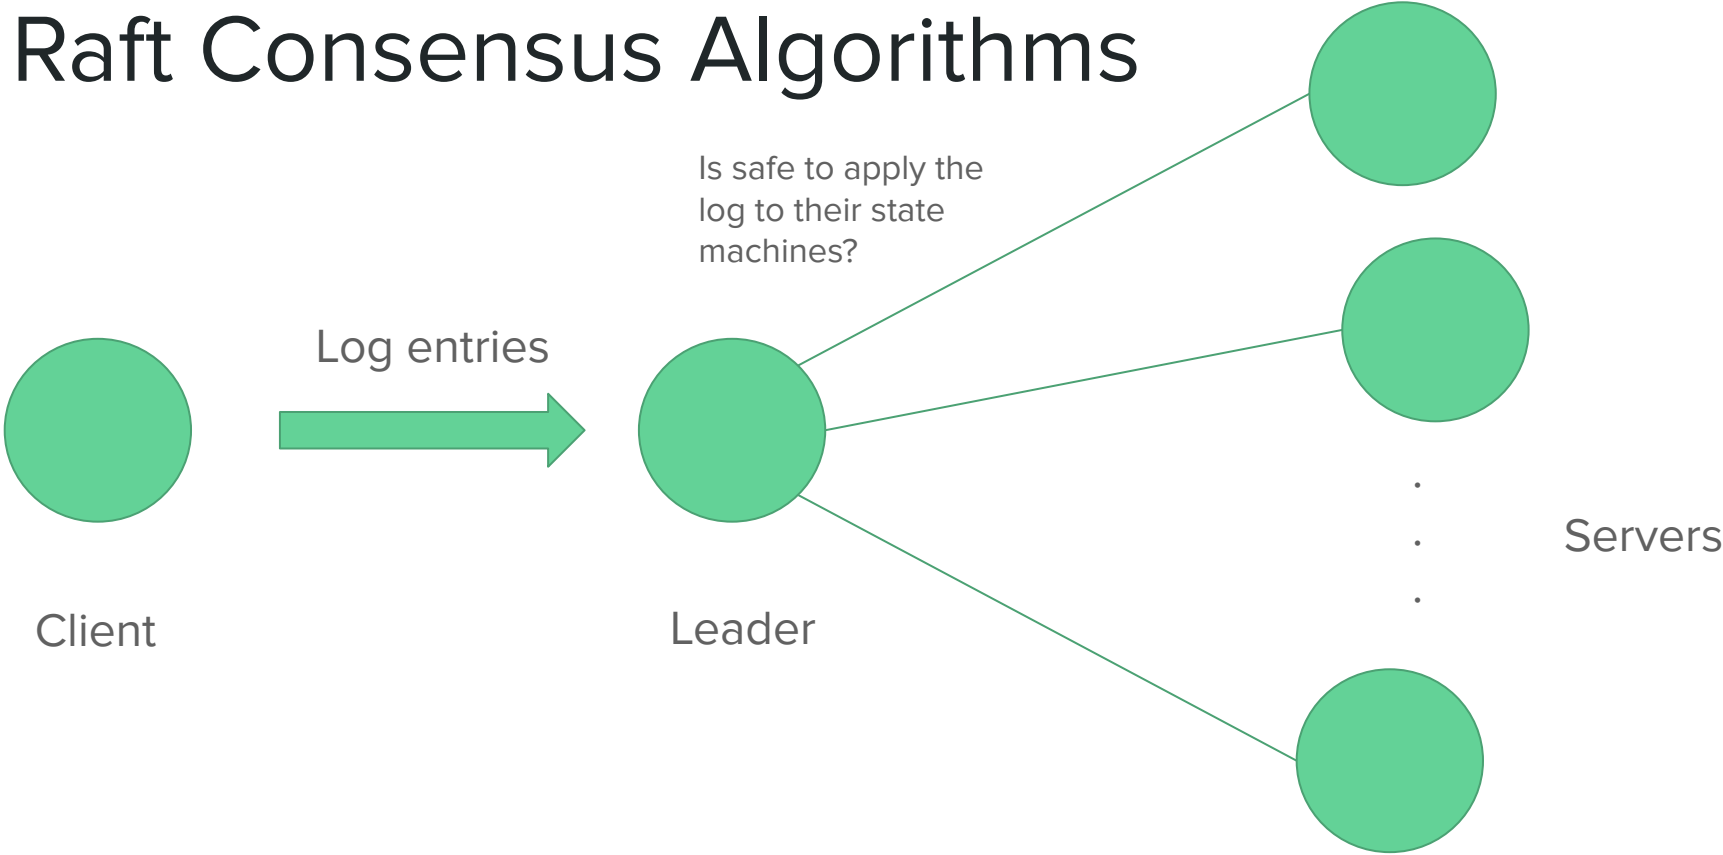 Raft Consensus Algorithms
Is safe to apply the
log to their state
machines?
Log entries
Client
Leader
.
.
.
Servers